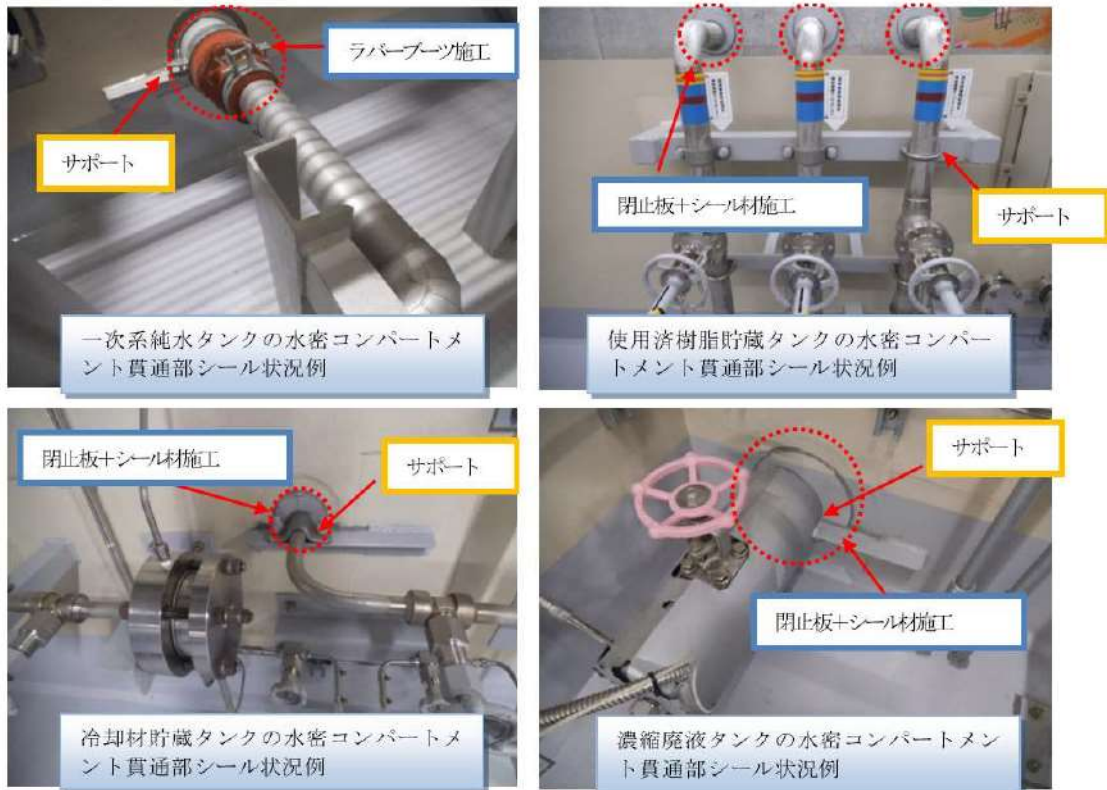 ラバーブーツ施工
サポート
一次系純水タンクの水密コンパートメ
ント貫通部シール状況例
閉止板+シール材施工
サポート
使用済樹脂貯蔵タンクの水密コンパー
トメント貫通部シール状況例
閉止板+シール材施工
サポート
冷却材貯蔵タンクの水密コンパートメ
ント貫通部シール状況例
サポート
閉止板+シール材施工
濃縮廃液タンクの水密コンパートメン
ト貫通部シール状況例